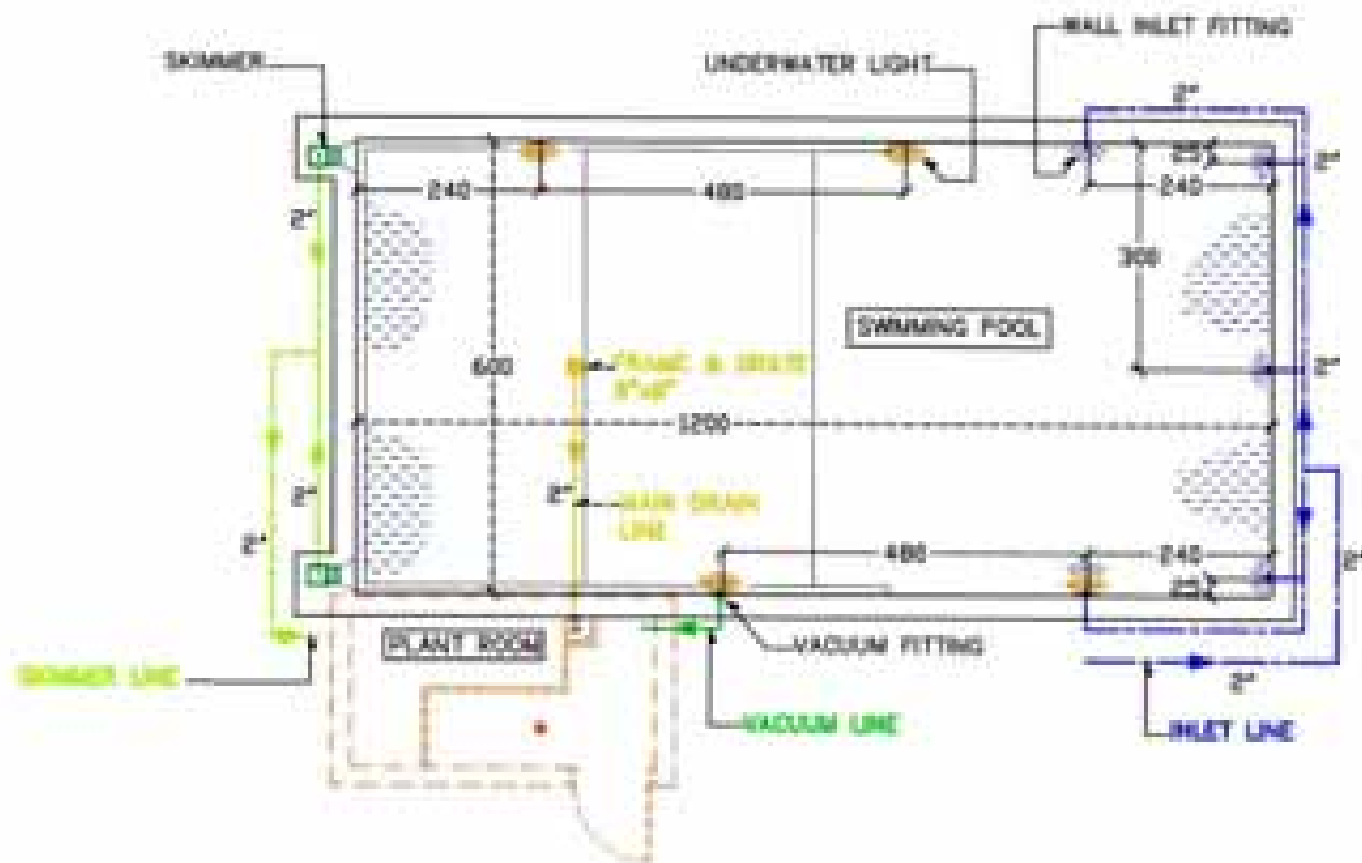 WALL INLET FITTING
SKIMMER
UNDERWATER LIGHT
2"
25
2"
240
480
240
2"
300
SWIMMING POOL
600
FRAME & GRATE
2"
1200
2"
2"
MAIN DRAIN
LINE
2"
480
240
2"
25
PLANT ROOM
VACUUM FITTING
SKIMMER LINE
2"
VACUUM LINE
INLET LINE